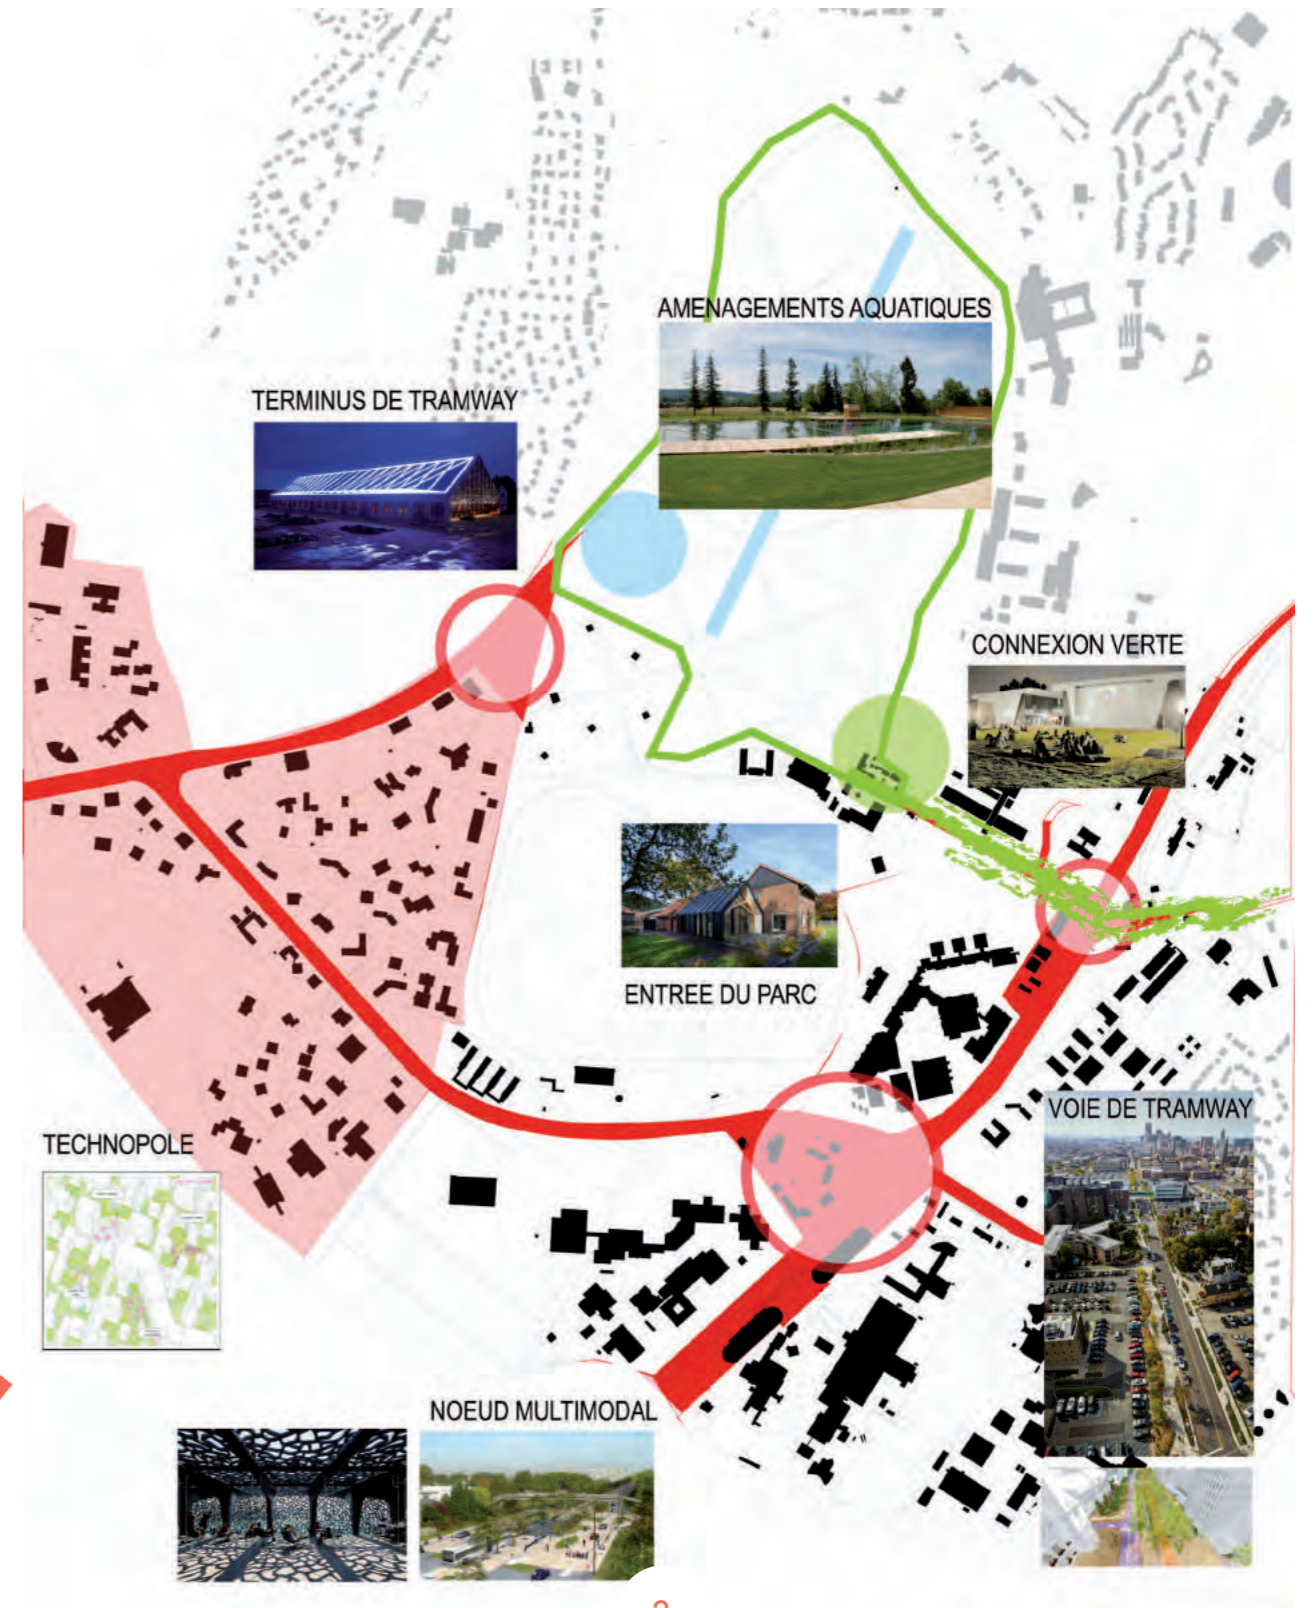 AMENAGEMENTS AQUATIQUES
TERMINUS DE TRAMWAY
CONNEXION VERTE
ENTREE DU PARC
VOIE DE TRAMWAY
TECHNOPOLE
NOEUD MULTIMODAL